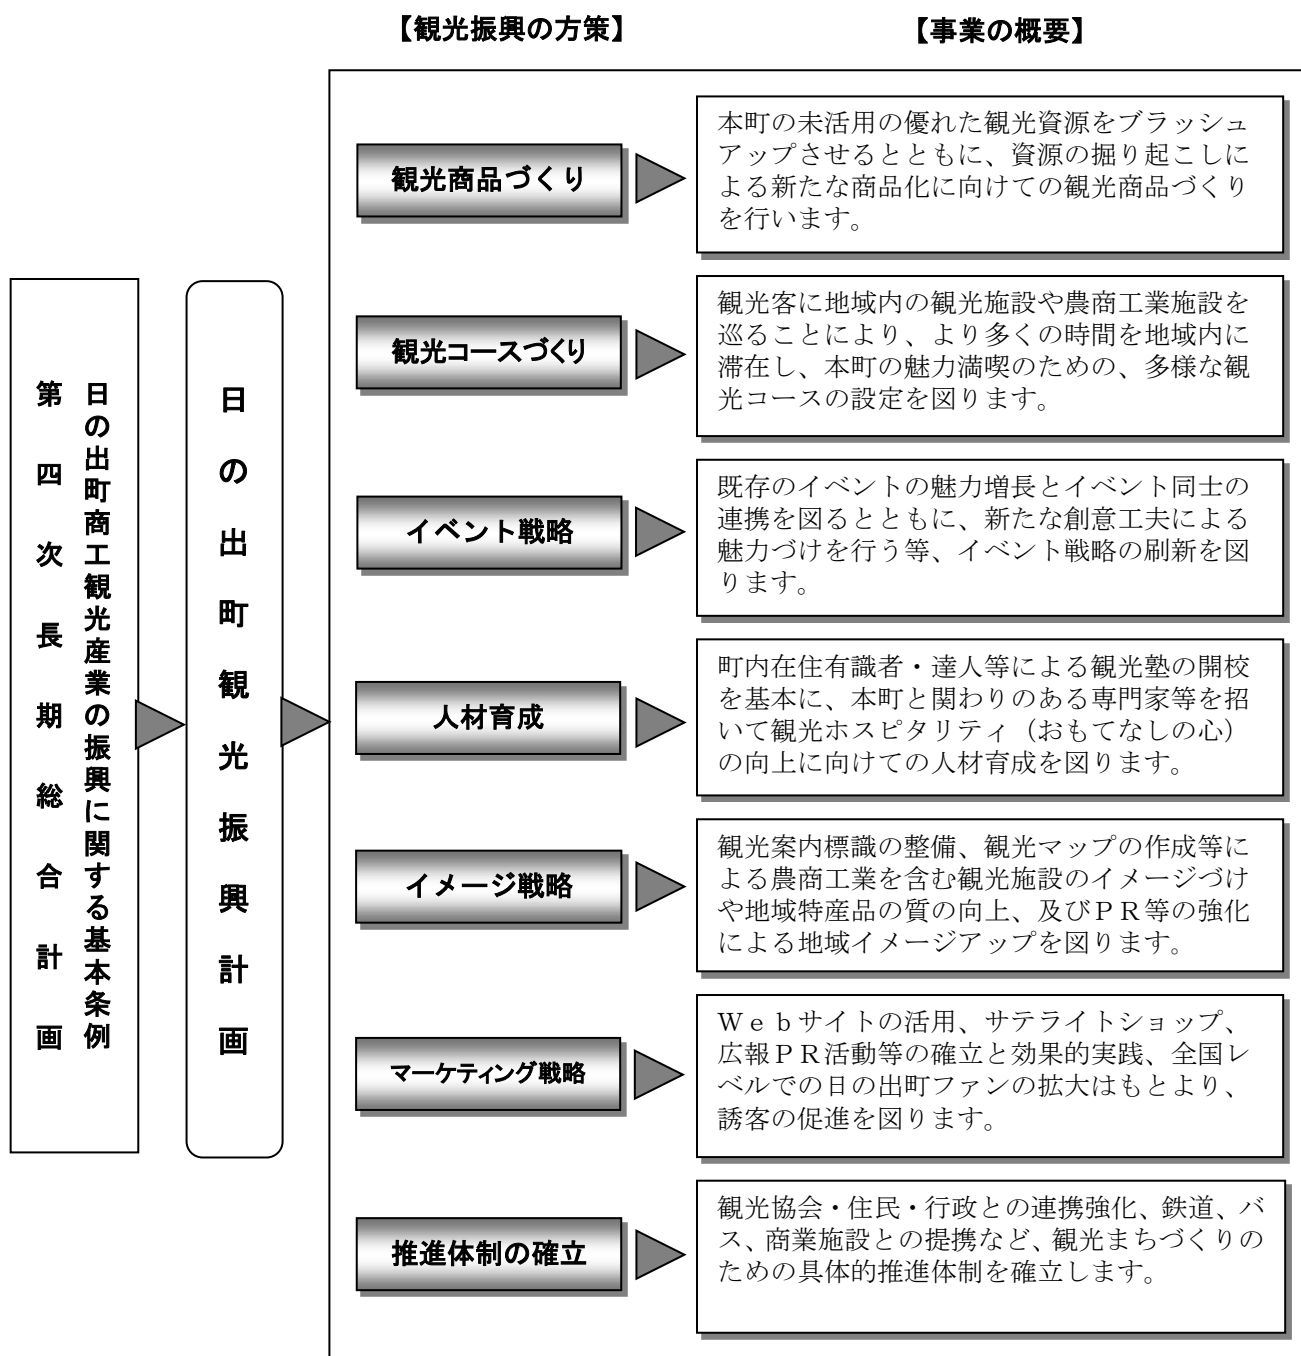 【観光振興の方策】
【事業の概要】
日の出町商工観光産業の振興に関する基本条例
第四次長期総合計画
日の出町観光振興計画
観光商品づくり
本町の未活用の優れた観光資源をブラッシュ
アップさせるとともに、資源の掘り起こしに
よる新たな商品化に向けての観光商品づくり
を行います。
観光コースづくり
観光客に地域内の観光施設や農商工業施設を
巡ることにより、より多くの時間を地域内に
滞在し、本町の魅力満喫のための、多様な観
光コースの設定を図ります。
イベント戦略
既存のイベントの魅力増長とイベント同士の
連携を図るとともに、新たな創意工夫による
魅力づけを行う等、イベント戦略の刷新を図
ります。
人材育成
町内在住有識者・達人等による観光塾の開校
を基本に、本町と関わりのある専門家等を招
いて観光ホスピタリティ（おもてなしの心）
の向上に向けての人材育成を図ります。
イメージ戦略
観光案内標識の整備、観光マップの作成等に
よる農商工業を含む観光施設のイメージづけ
や地域特産品の質の向上、及びＰＲ等の強化
による地域イメージアップを図ります。
マーケティング戦略
Ｗｅｂサイトの活用、サテライトショップ、
広報ＰＲ活動等の確立と効果的実践、全国レ
ベルでの日の出町ファンの拡大はもとより、
誘客の促進を図ります。
推進体制の確立
観光協会・住民・行政との連携強化、鉄道、バ
ス、商業施設との提携など、観光まちづくりの
ための具体的推進体制を確立します。